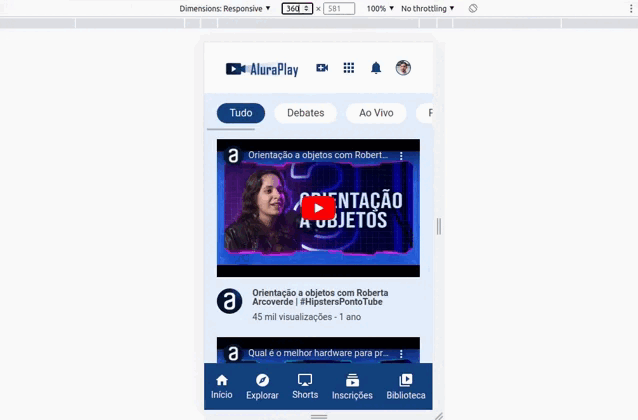 Dimensions: Responsive ▼ 360 × 581 100% ▼ No throttling ▼
AluraPlay
Tudo Debates Ao Vivo
Orientação a objetos com Robert...
ORIENTAÇÃO
A OBJETOS
Orientação a objetos com Roberta
Arcoverde | #HipstersPontoTube
45 mil visualizações - 1 ano
Qual é o melhor hardware para pr...
Início Explorar Shorts Inscrições Biblioteca